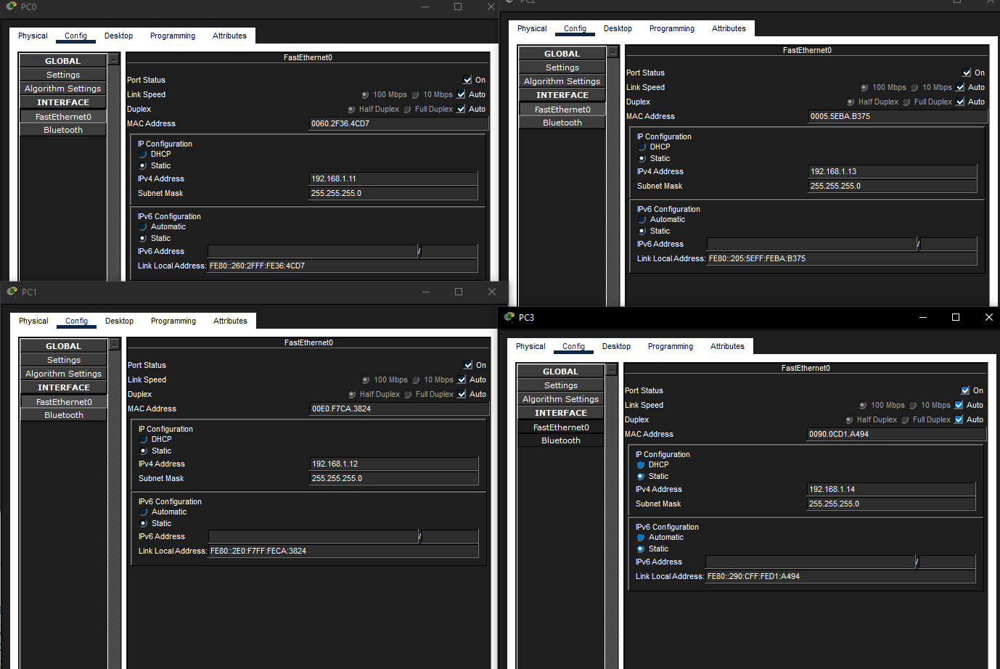 PC0
Physical Config Desktop Programming Attributes
GLOBAL
Settings
Algorithm Settings
INTERFACE
FastEthernet0
Bluetooth
FastEthernet0
Port Status On
Link Speed 100 Mbps 10 Mbps Auto
Duplex Half Duplex Full Duplex Auto
MAC Address 0060.2F36.4CD7
IP Configuration
DHCP
Static
IPv4 Address 192.168.1.11
Subnet Mask 255.255.255.0
IPv6 Configuration
Automatic
Static
IPv6 Address /
Link Local Address: FE80::260:2FFF:FE36:4CD7
PC2
Physical Config Desktop Programming Attributes
GLOBAL
Settings
Algorithm Settings
INTERFACE
FastEthernet0
Bluetooth
FastEthernet0
Port Status On
Link Speed 100 Mbps 10 Mbps Auto
Duplex Half Duplex Full Duplex Auto
MAC Address 0005.5EBA.B375
IP Configuration
DHCP
Static
IPv4 Address 192.168.1.13
Subnet Mask 255.255.255.0
IPv6 Configuration
Automatic
Static
IPv6 Address /
Link Local Address: FE80::205:5EFF:FEBA:B375
PC1
Physical Config Desktop Programming Attributes
GLOBAL
Settings
Algorithm Settings
INTERFACE
FastEthernet0
Bluetooth
FastEthernet0
Port Status On
Link Speed 100 Mbps 10 Mbps Auto
Duplex Half Duplex Full Duplex Auto
MAC Address 00E0.F7CA.3824
IP Configuration
DHCP
Static
IPv4 Address 192.168.1.12
Subnet Mask 255.255.255.0
IPv6 Configuration
Automatic
Static
IPv6 Address /
Link Local Address: FE80::2E0:F7FF:FECA:3824
PC3
Physical Config Desktop Programming Attributes
GLOBAL
Settings
Algorithm Settings
INTERFACE
FastEthernet0
Bluetooth
FastEthernet0
Port Status On
Link Speed 100 Mbps 10 Mbps Auto
Duplex Half Duplex Full Duplex Auto
MAC Address 0090.0CD1.A494
IP Configuration
DHCP
Static
IPv4 Address 192.168.1.14
Subnet Mask 255.255.255.0
IPv6 Configuration
Automatic
Static
IPv6 Address /
Link Local Address: FE80::290:CFF:FED1:A494